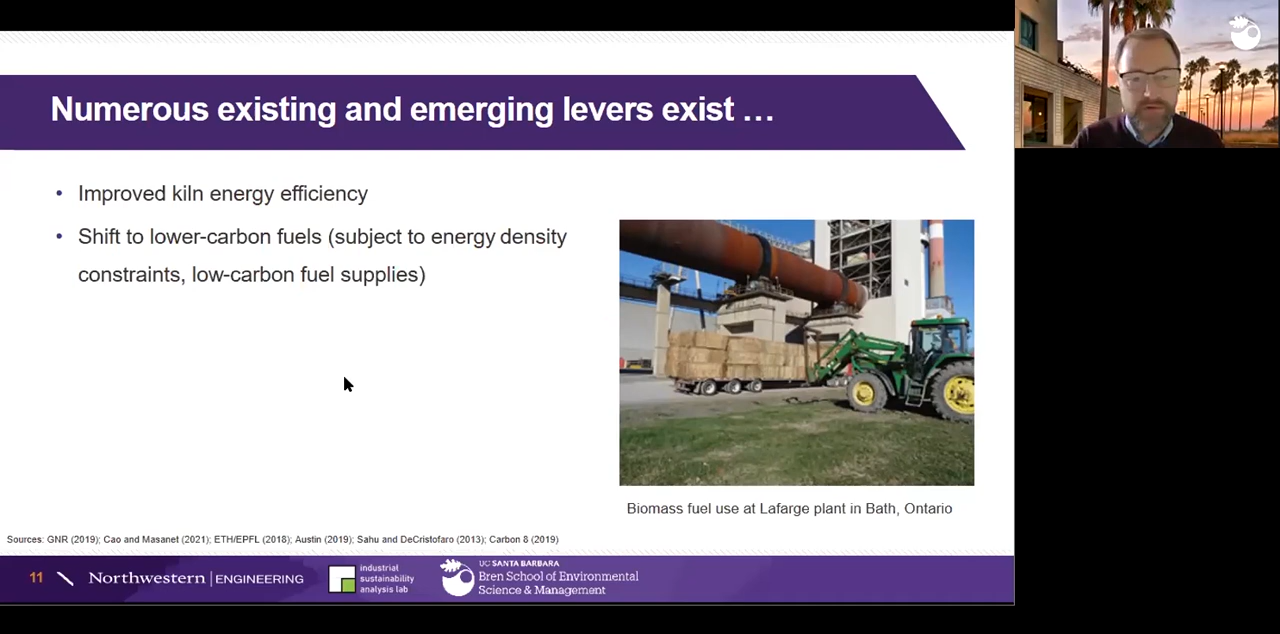 Numerous existing and emerging levers exist …
• Improved kiln energy efficiency
• Shift to lower-carbon fuels (subject to energy density
constraints, low-carbon fuel supplies)
Biomass fuel use at Lafarge plant in Bath, Ontario
Sources: GNR (2019); Cao and Masanet (2021); ETH/EPFL (2018); Austin (2019); Sahu and DeCristofaro (2013); Carbon 8 (2019)
11
Northwestern | ENGINEERING
industrial
sustainability
analysis lab
UC SANTA BARBARA
Bren School of Environmental
Science & Management